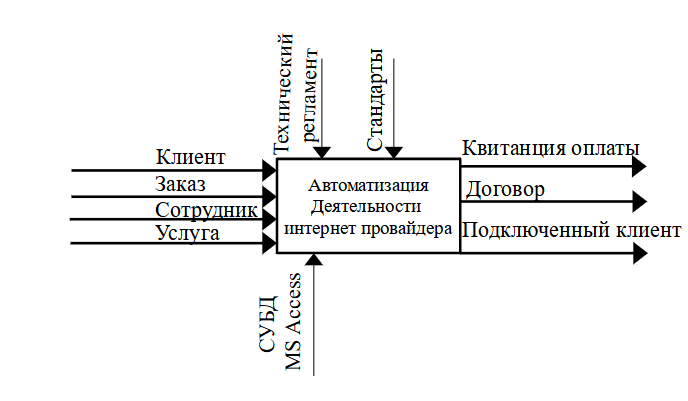 Технический
регламент
Стандарты
Клиент
Заказ
Сотрудник
Услуга
Автоматизация
Деятельности
интернет провайдера
Квитанция оплаты
Договор
Подключенный клиент
СУБД
MS Access